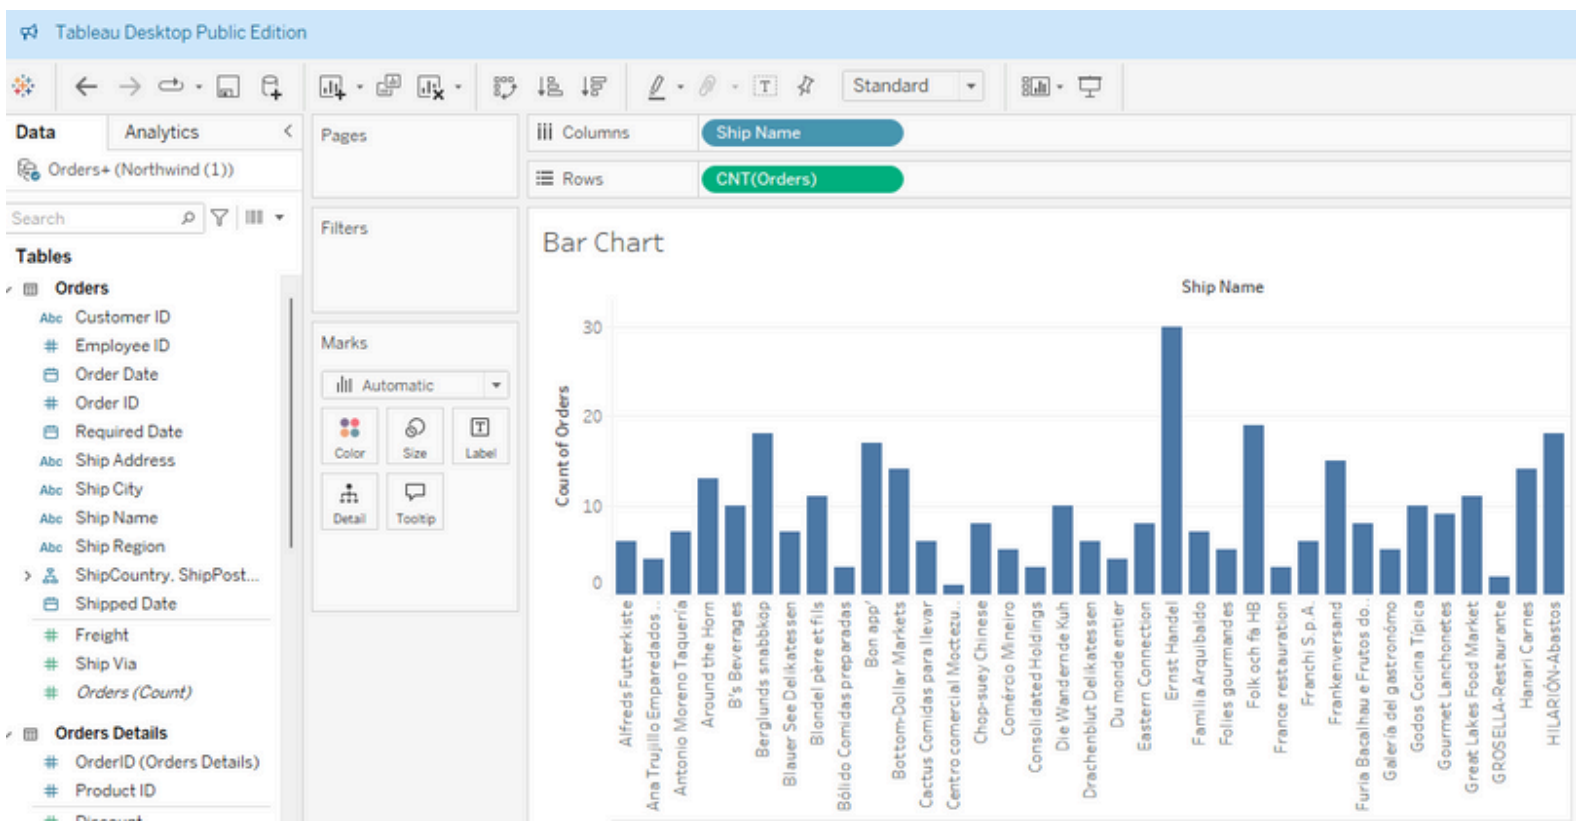 Tableau Desktop Public Edition
Standard
Data
Analytics
Orders+ (Northwind (1))
Search
Tables
Orders
Abc Customer ID
# Employee ID
Order Date
# Order ID
Required Date
Abc Ship Address
Abc Ship City
Abc Ship Name
Abc Ship Region
ShipCountry, ShipPost...
Shipped Date
# Freight
# Ship Via
# Orders (Count)
Orders Details
# OrderID (Orders Details)
# Product ID
Pages
Filters
Marks
Automatic
Color
Size
T
Label
Detail
Tooltip
Columns
Ship Name
Rows
CNT(Orders)
Bar Chart
Ship Name
Count of Orders
30
20
10
0
Alfreds Futterkiste
Ana Trujillo Emparedados ..
Antonio Moreno Taquería
Around the Horn
B's Beverages
Berglunds snabbköp
Blauer See Delikatessen
Blondel père et fils
Bólido Comidas preparadas
Bon app'
Bottom-Dollar Markets
Cactus Comidas para llevar
Centro comercial Moctezu..
Chop-suey Chinese
Comércio Mineiro
Consolidated Holdings
Die Wandernde Kuh
Drachenblut Delikatessen
Du monde entier
Eastern Connection
Ernst Handel
Familia Arquibaldo
Folies gourmandes
Folk och fä HB
France restauration
Franchi S.p.A.
Frankenversand
Furia Bacalhau e Frutos do..
Galería del gastronómo
Godos Cocina Típica
Gourmet Lanchonetes
Great Lakes Food Market
GROSELLA-Restaurante
Hanari Carnes
HILARIÓN-Abastos